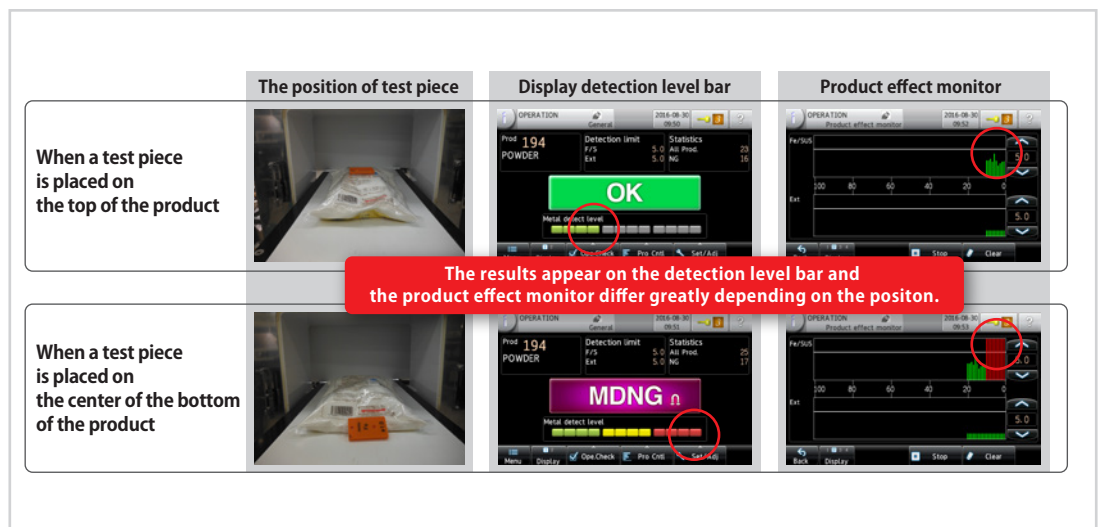 The position of test piece
Display detection level bar
Product effect monitor
When a test piece
is placed on
the top of the product
OPERATION
General
2016-08-30
09:50
Prod 194
POWDER
Detection limit
F/S 5.0
Ext 5.0
Statistics
All Prod. 23
NG 16
OK
Metal detect level
Ope.Check
Pro Cntl
Set/Adj
OPERATION
Product effect monitor
2016-08-30
09:52
Fe/SUS
5.0
100 80 60 40 20 0
Ext
5.0
Stop
Clear
The results appear on the detection level bar and
the product effect monitor differ greatly depending on the positon.
When a test piece
is placed on
the center of the bottom
of the product
OPERATION
General
2016-08-30
09:51
Prod 194
POWDER
Detection limit
F/S 5.0
Ext 5.0
Statistics
All Prod. 25
NG 17
MDNG
Metal detect level
Menu
Display
Ope.Check
Pro Cntl
Set/Adj
OPERATION
Product effect monitor
2016-08-30
09:53
Fe/SUS
5.0
100 80 60 40 20 0
Ext
5.0
Back
Display
Stop
Clear